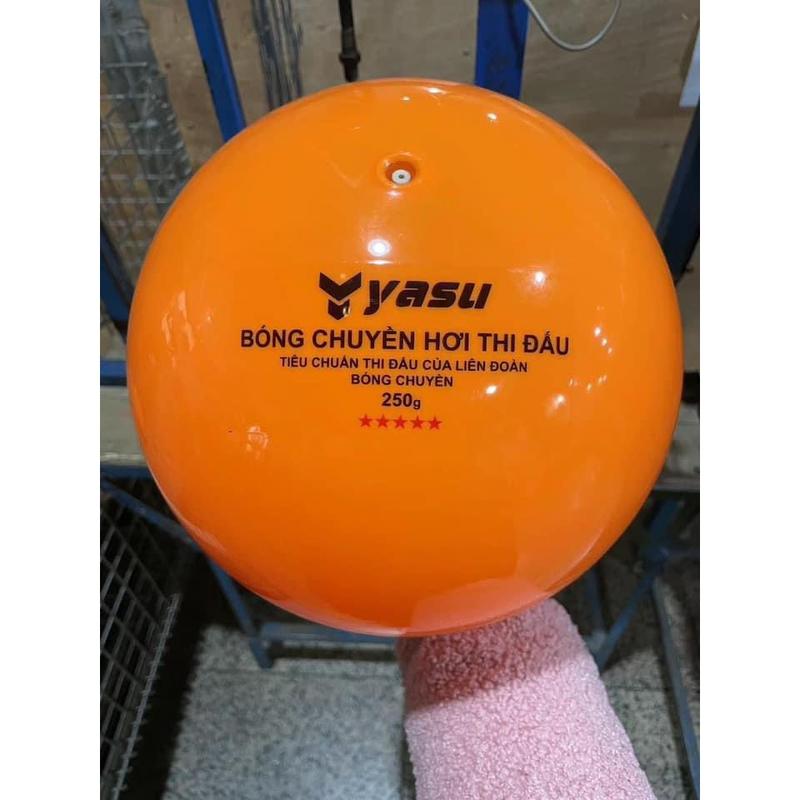 yasu
BÓNG CHUYỀN HƠI THI ĐẤU
TIÊU CHUẨN THI ĐẤU CỦA LIÊN ĐOÀN
BÓNG CHUYỀN
250g